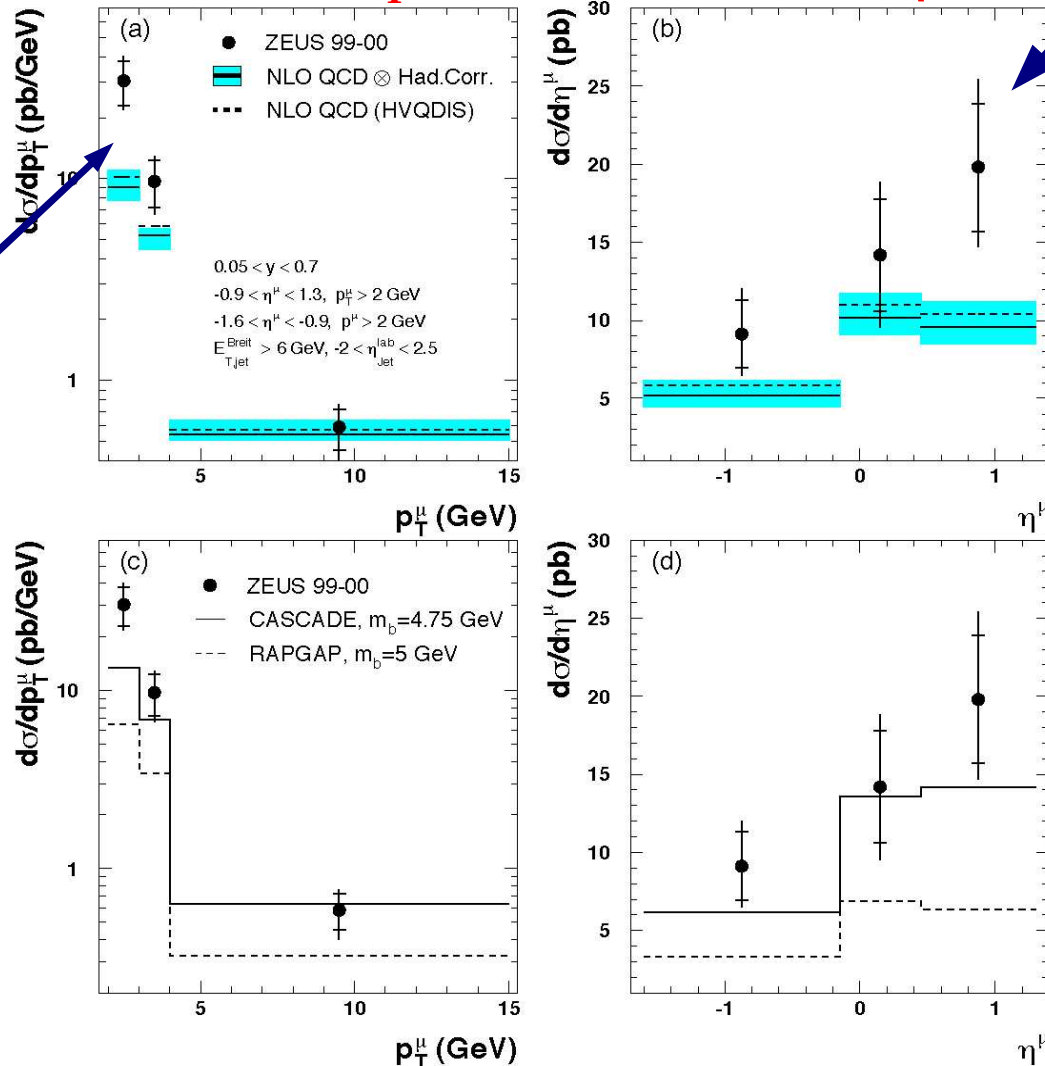 p
(a)
ZEUS 99-00
NLO QCD ⊗ Had.Corr.
NLO QCD (HVQDIS)
dσ/dp_T^μ (pb/GeV)
10
1
0.05 < y < 0.7
-0.9 < η^μ < 1.3, p_T^μ > 2 GeV
-1.6 < η^μ < -0.9, p^μ > 2 GeV
E_{T,jet}^{Breit} > 6 GeV, -2 < η_{Jet}^{lab} < 2.5
5
10
15
p_T^μ (GeV)
(b)
dσ/dη^μ (pb)
30
25
20
15
10
5
-1
0
1
η^μ
(c)
ZEUS 99-00
CASCADE, m_b=4.75 GeV
RAPGAP, m_b=5 GeV
dσ/dp_T^μ (pb/GeV)
10
1
5
10
15
p_T^μ (GeV)
(d)
dσ/dη^μ (pb)
30
25
20
15
10
5
-1
0
1
η^μ